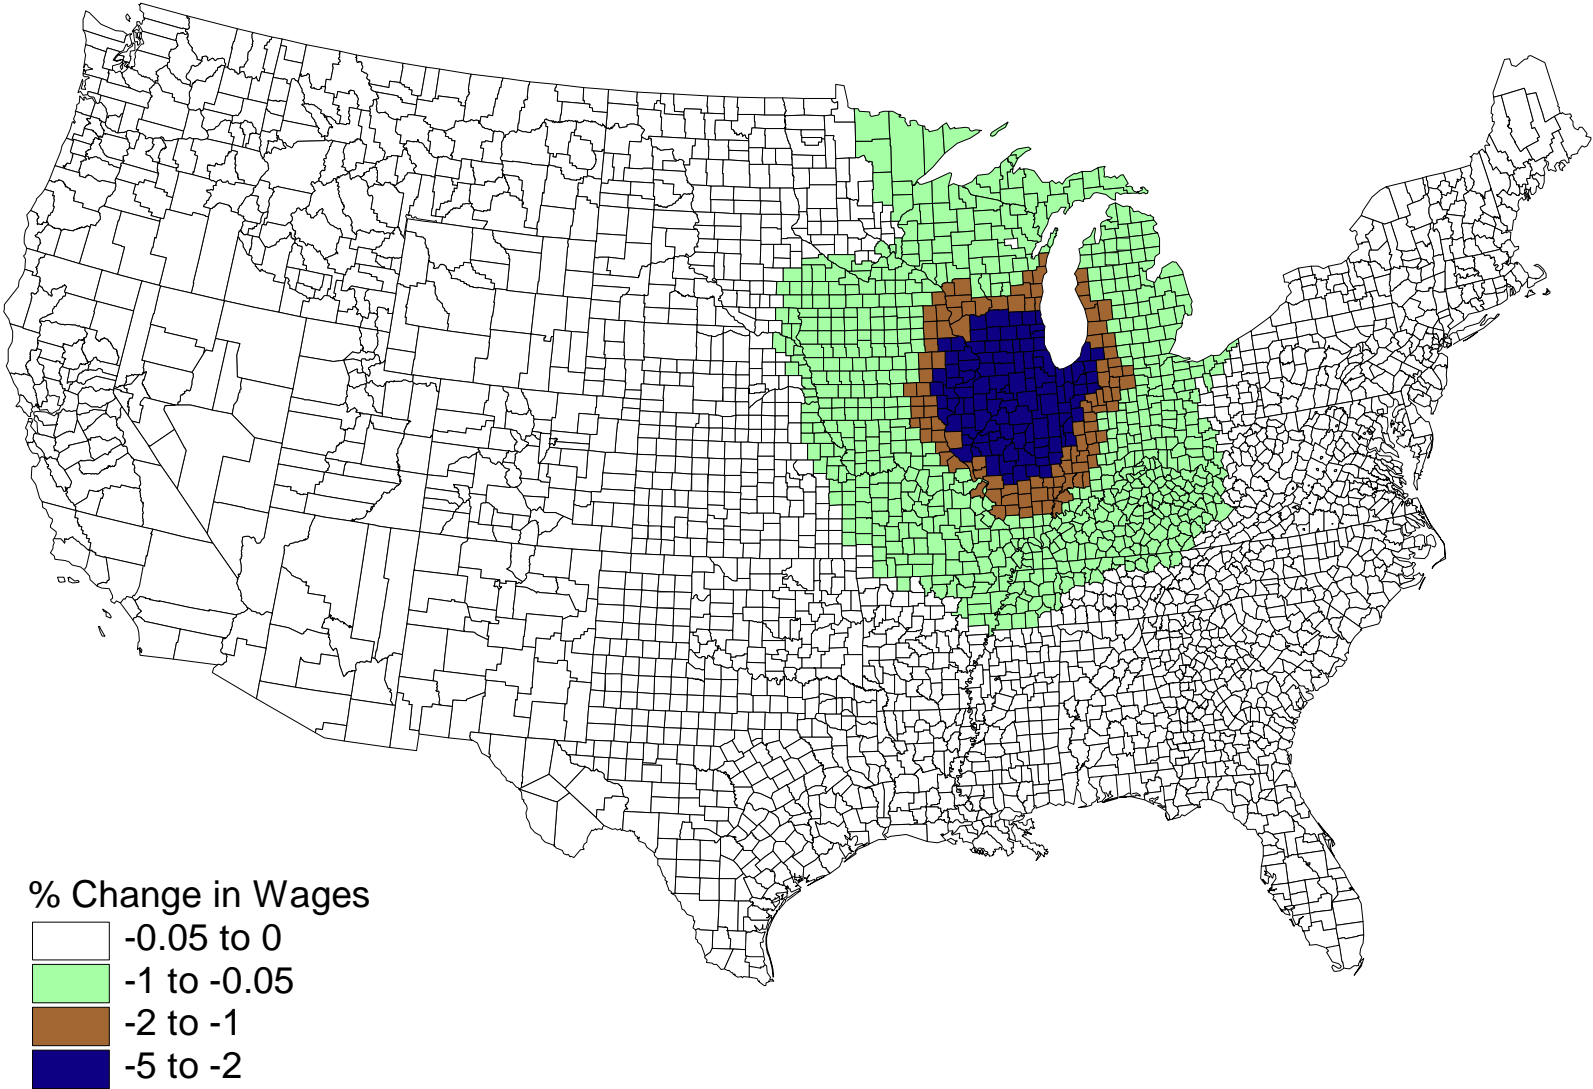 % Change in Wages
-0.05 to 0
-1 to -0.05
-2 to -1
-5 to -2